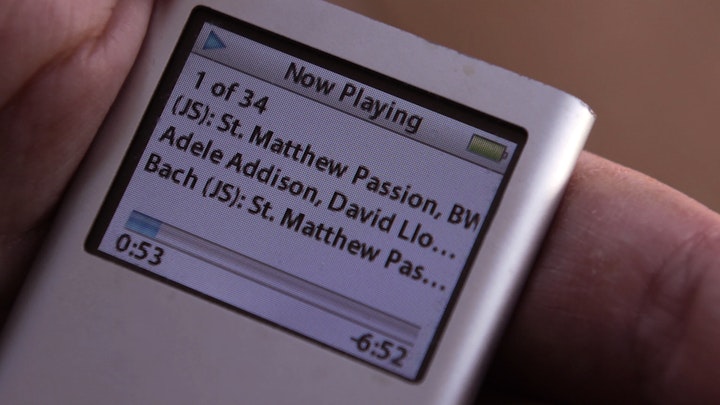 Now Playing
1 of 34
(JS): St. Matthew Passion, BW
Adele Addison, David Llo...
Bach (JS): St. Matthew Pas...
0:53
-6:52